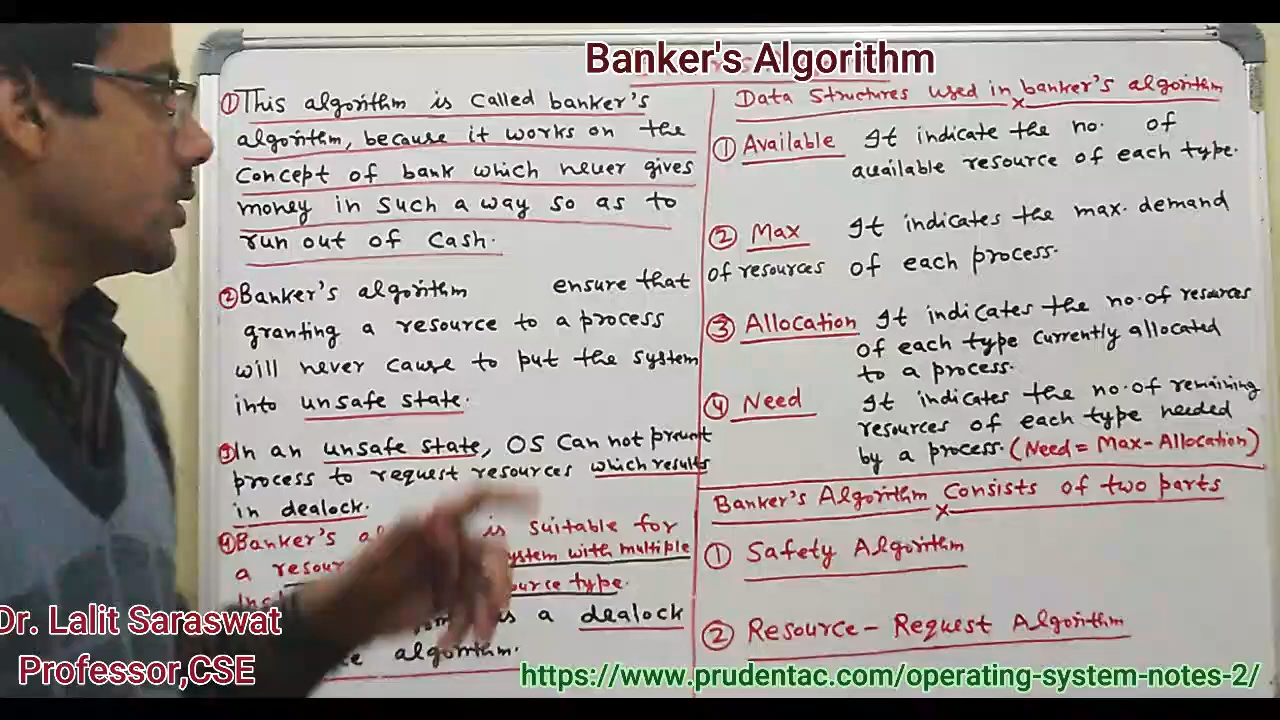 Banker's Algorithm
① This algorithm is called banker's
algorithm, because it works on the
concept of bank which never gives
money in such a way so as to
run out of cash.
② Banker's algorithm ensure that
granting a resource to a process
will never cause to put the system
into unsafe state.
③ In an unsafe state, OS can not prevent
process to request resources which results
in dealock.
④ Banker's is suitable for
a resour ystem with multiple
Inst ource type.
is a dealock
algorithm.
Data Structures used in banker's algorithm
① Available It indicate the no. of
available resource of each type.
② Max It indicates the max. demand
of resources of each process.
③ Allocation It indicates the no. of resources
of each type currently allocated
to a process.
④ Need It indicates the no. of remaining
resources of each type needed
by a process. (Need = Max - Allocation)
Banker's Algorithm consists of two parts
① Safety Algorithm
② Resource - Request Algorithm
Dr. Lalit Saraswat
Professor,CSE
https://www.prudentac.com/operating-system-notes-2/